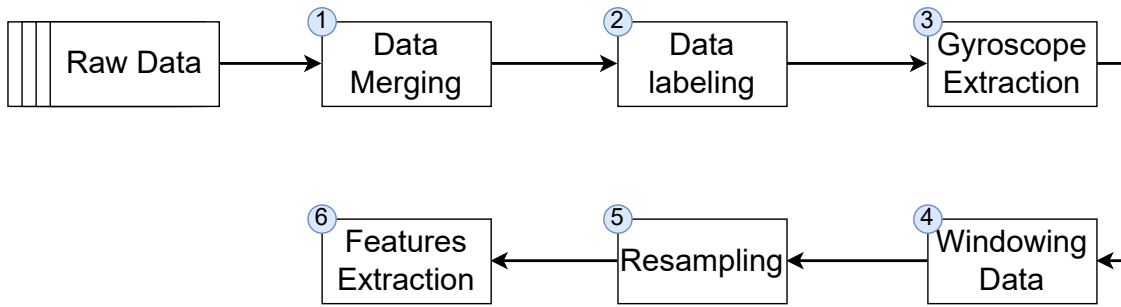 Raw Data
1
Data
Merging
2
Data
labeling
3
Gyroscope
Extraction
4
Windowing
Data
5
Resampling
6
Features
Extraction